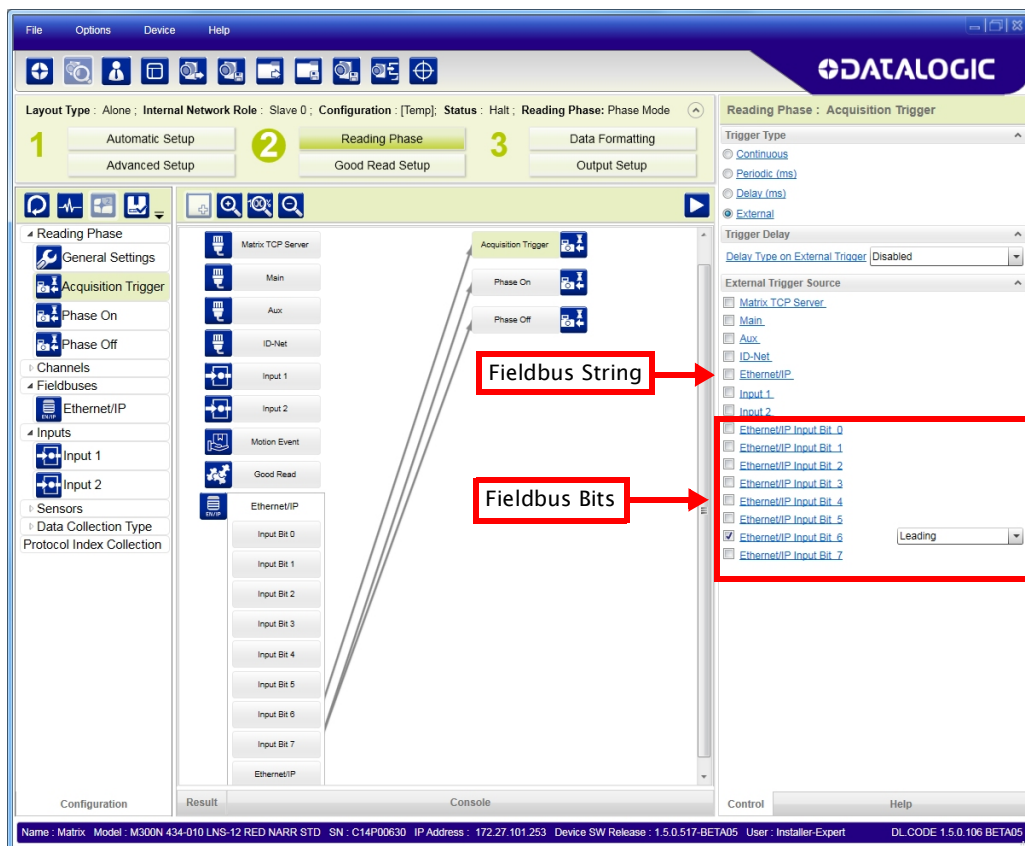 File Options Device Help
DATALOGIC
Layout Type : Alone ; Internal Network Role : Slave 0 ; Configuration : [Temp]; Status : Halt ; Reading Phase: Phase Mode
1 Automatic Setup 2 Reading Phase 3 Data Formatting
Advanced Setup Good Read Setup Output Setup
Reading Phase
General Settings
Acquisition Trigger
Phase On
Phase Off
Channels
Fieldbuses
EN/IP
Ethernet/IP
Inputs
Input 1
Input 2
Sensors
Data Collection Type
Protocol Index Collection
Configuration
Matrix TCP Server
Main
Aux
ID-Net
Input 1
Input 2
Motion Event
Good Read
EN/IP
Ethernet/IP
Input Bit 0
Input Bit 1
Input Bit 2
Input Bit 3
Input Bit 4
Input Bit 5
Input Bit 6
Input Bit 7
Ethernet/IP
Acquisition Trigger
Phase On
Phase Off
Fieldbus String
Fieldbus Bits
Result Console
Reading Phase : Acquisition Trigger
Trigger Type
Continuous
Periodic (ms)
Delay (ms)
External
Trigger Delay
Delay Type on External Trigger Disabled
External Trigger Source
Matrix TCP Server
Main
Aux
ID-Net
Ethernet/IP
Input 1
Input 2
Ethernet/IP Input Bit 0
Ethernet/IP Input Bit 1
Ethernet/IP Input Bit 2
Ethernet/IP Input Bit 3
Ethernet/IP Input Bit 4
Ethernet/IP Input Bit 5
Ethernet/IP Input Bit 6 Leading
Ethernet/IP Input Bit 7
Control Help
Name : Matrix Model : M300N 434-010 LNS-12 RED NARR STD SN : C14P00630 IP Address : 172.27.101.253 Device SW Release : 1.5.0.517-BETA05 User : Installer-Expert DL.CODE 1.5.0.106 BETA05